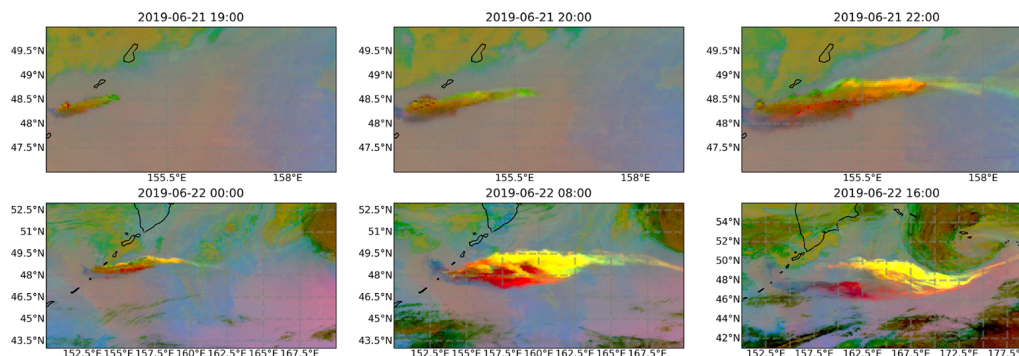 2019-06-21 19:00
2019-06-21 20:00
2019-06-21 22:00
49.5°N
49°N
48.5°N
48°N
47.5°N
155.5°E
158°E
49.5°N
49°N
48.5°N
48°N
47.5°N
155.5°E
158°E
49.5°N
49°N
48.5°N
48°N
47.5°N
155.5°E
158°E
2019-06-22 00:00
2019-06-22 08:00
2019-06-22 16:00
52.5°N
51°N
49.5°N
48°N
46.5°N
45°N
43.5°N
152.5°E
155°E
157.5°E
160°E
162.5°E
165°E
167.5°E
52.5°N
51°N
49.5°N
48°N
46.5°N
45°N
43.5°N
152.5°E
155°E
157.5°E
160°E
162.5°E
165°E
167.5°E
54°N
52°N
50°N
48°N
46°N
44°N
42°N
152.5°E
157.5°E
162.5°E
167.5°E
172.5°E
177.5°E